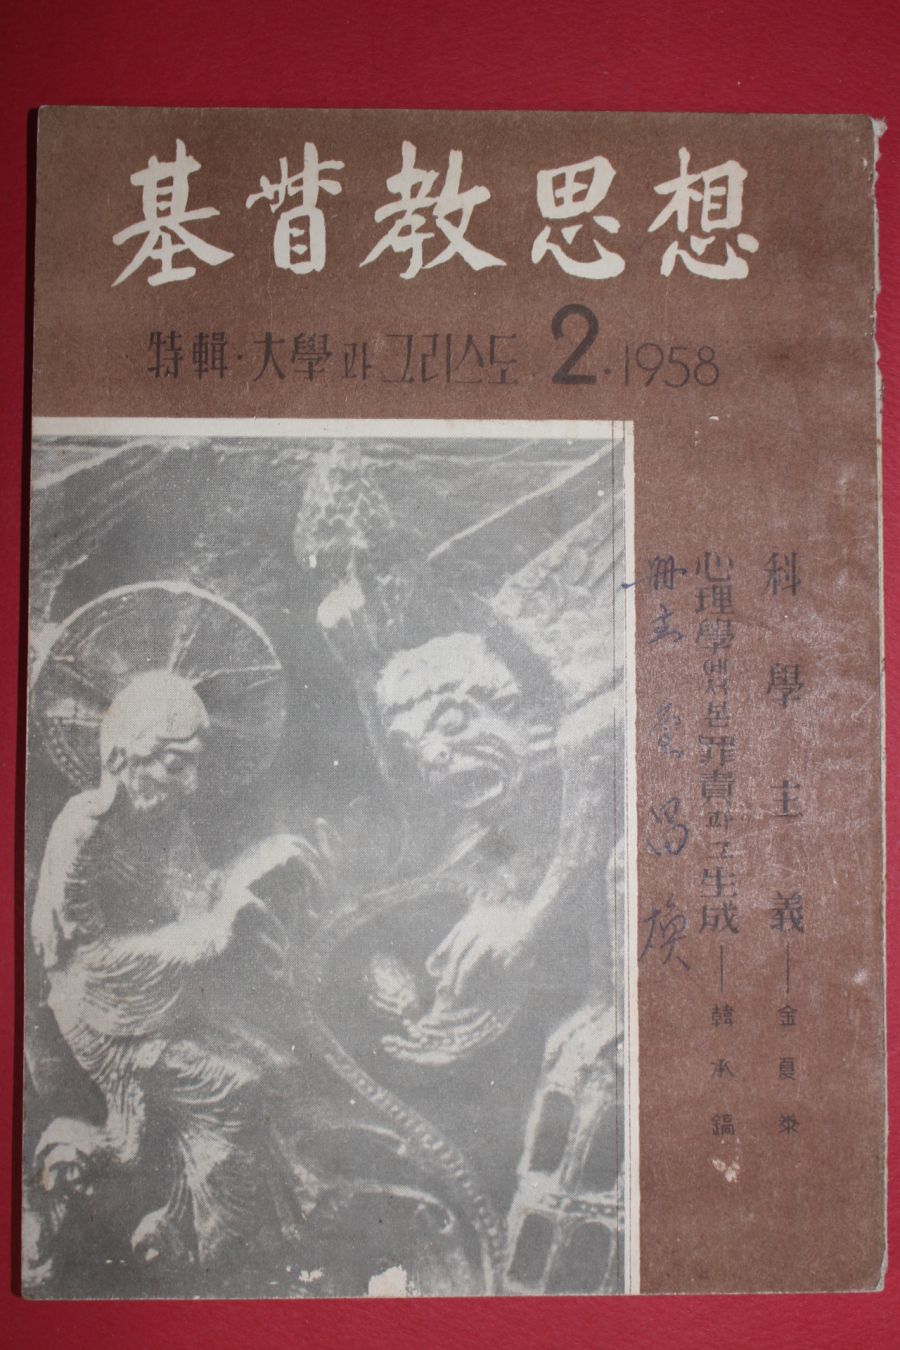 基督教思想
特輯·大學과 그리스도. 2·1958
科學主義—金夏泰
心理學에서 본 罪責과 그 生成—韓承鎬
冊主